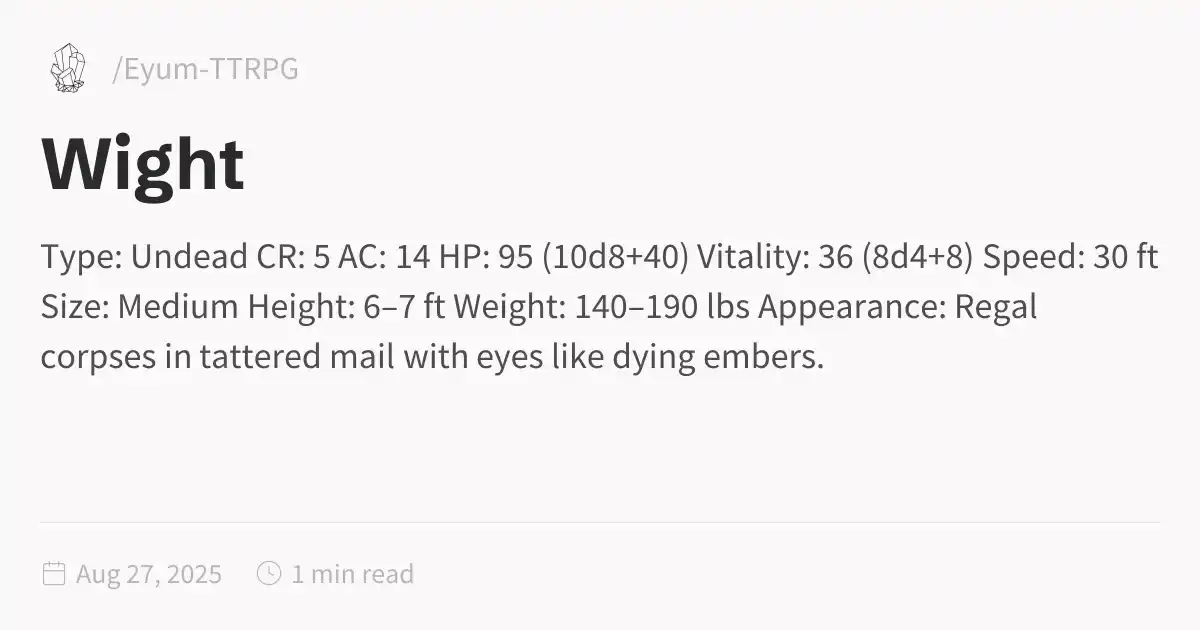 /Eyum-TTRPG
Wight
Type: Undead CR: 5 AC: 14 HP: 95 (10d8+40) Vitality: 36 (8d4+8) Speed: 30 ft
Size: Medium Height: 6–7 ft Weight: 140–190 lbs Appearance: Regal
corpses in tattered mail with eyes like dying embers.
Aug 27, 2025 1 min read